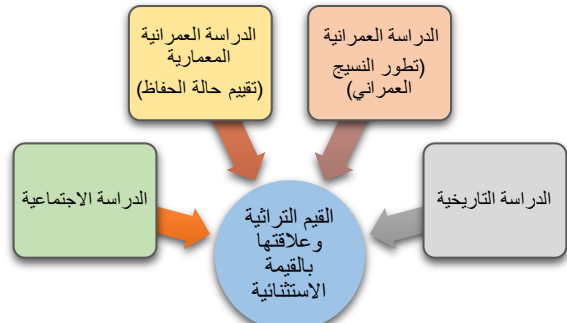 الدراسة العمرانية
(تطور النسيج
العمراني)
الدراسة العمرانية
المعمارية
(تقييم حالة الحفاظ)
الدراسة التاريخية
الدراسة الاجتماعية
القيم التراثية
وعلاقتها
بالقيمة
الاستثنائية